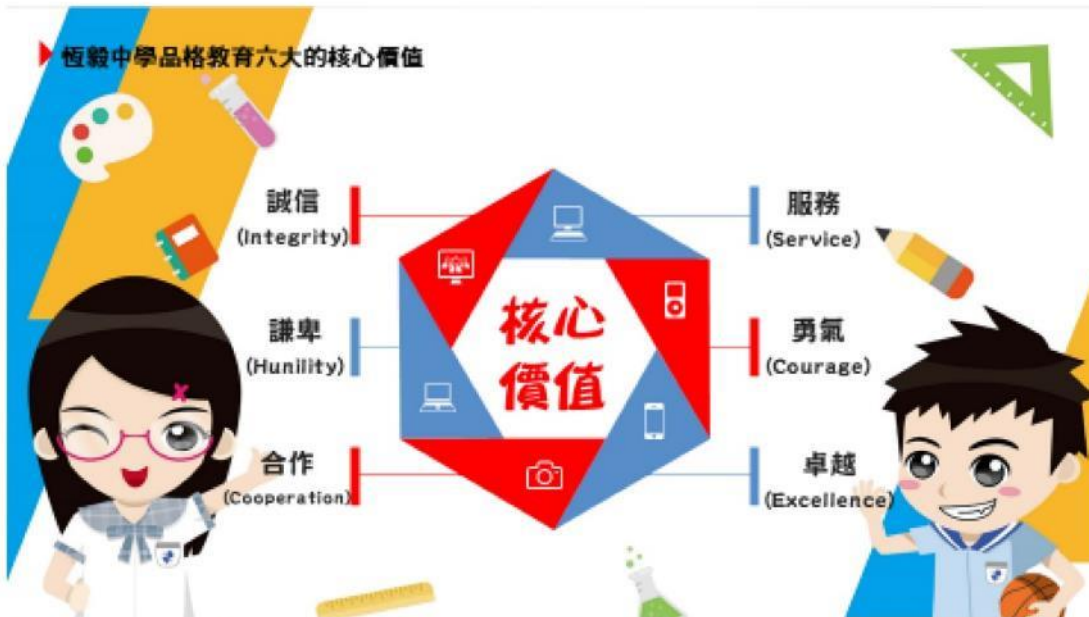 恆毅中學品格教育六大的核心價值
誠信
(Integrity)
謙卑
(Hunility)
合作
(Cooperation)
核心
價值
服務
(Service)
勇氣
(Courage)
卓越
(Excellence)